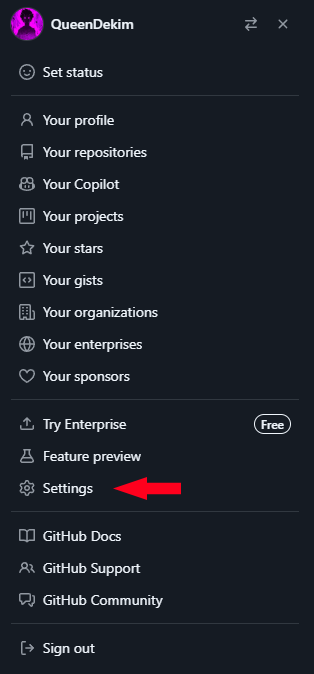 QueenDekim
Set status
Your profile
Your repositories
Your Copilot
Your projects
Your stars
Your gists
Your organizations
Your enterprises
Your sponsors
Try Enterprise Free
Feature preview
Settings
GitHub Docs
GitHub Support
GitHub Community
Sign out